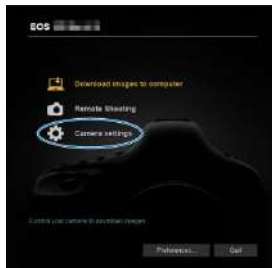 EOS
Download images to computer
Remote Shooting
Camera settings
Preferences...
Quit